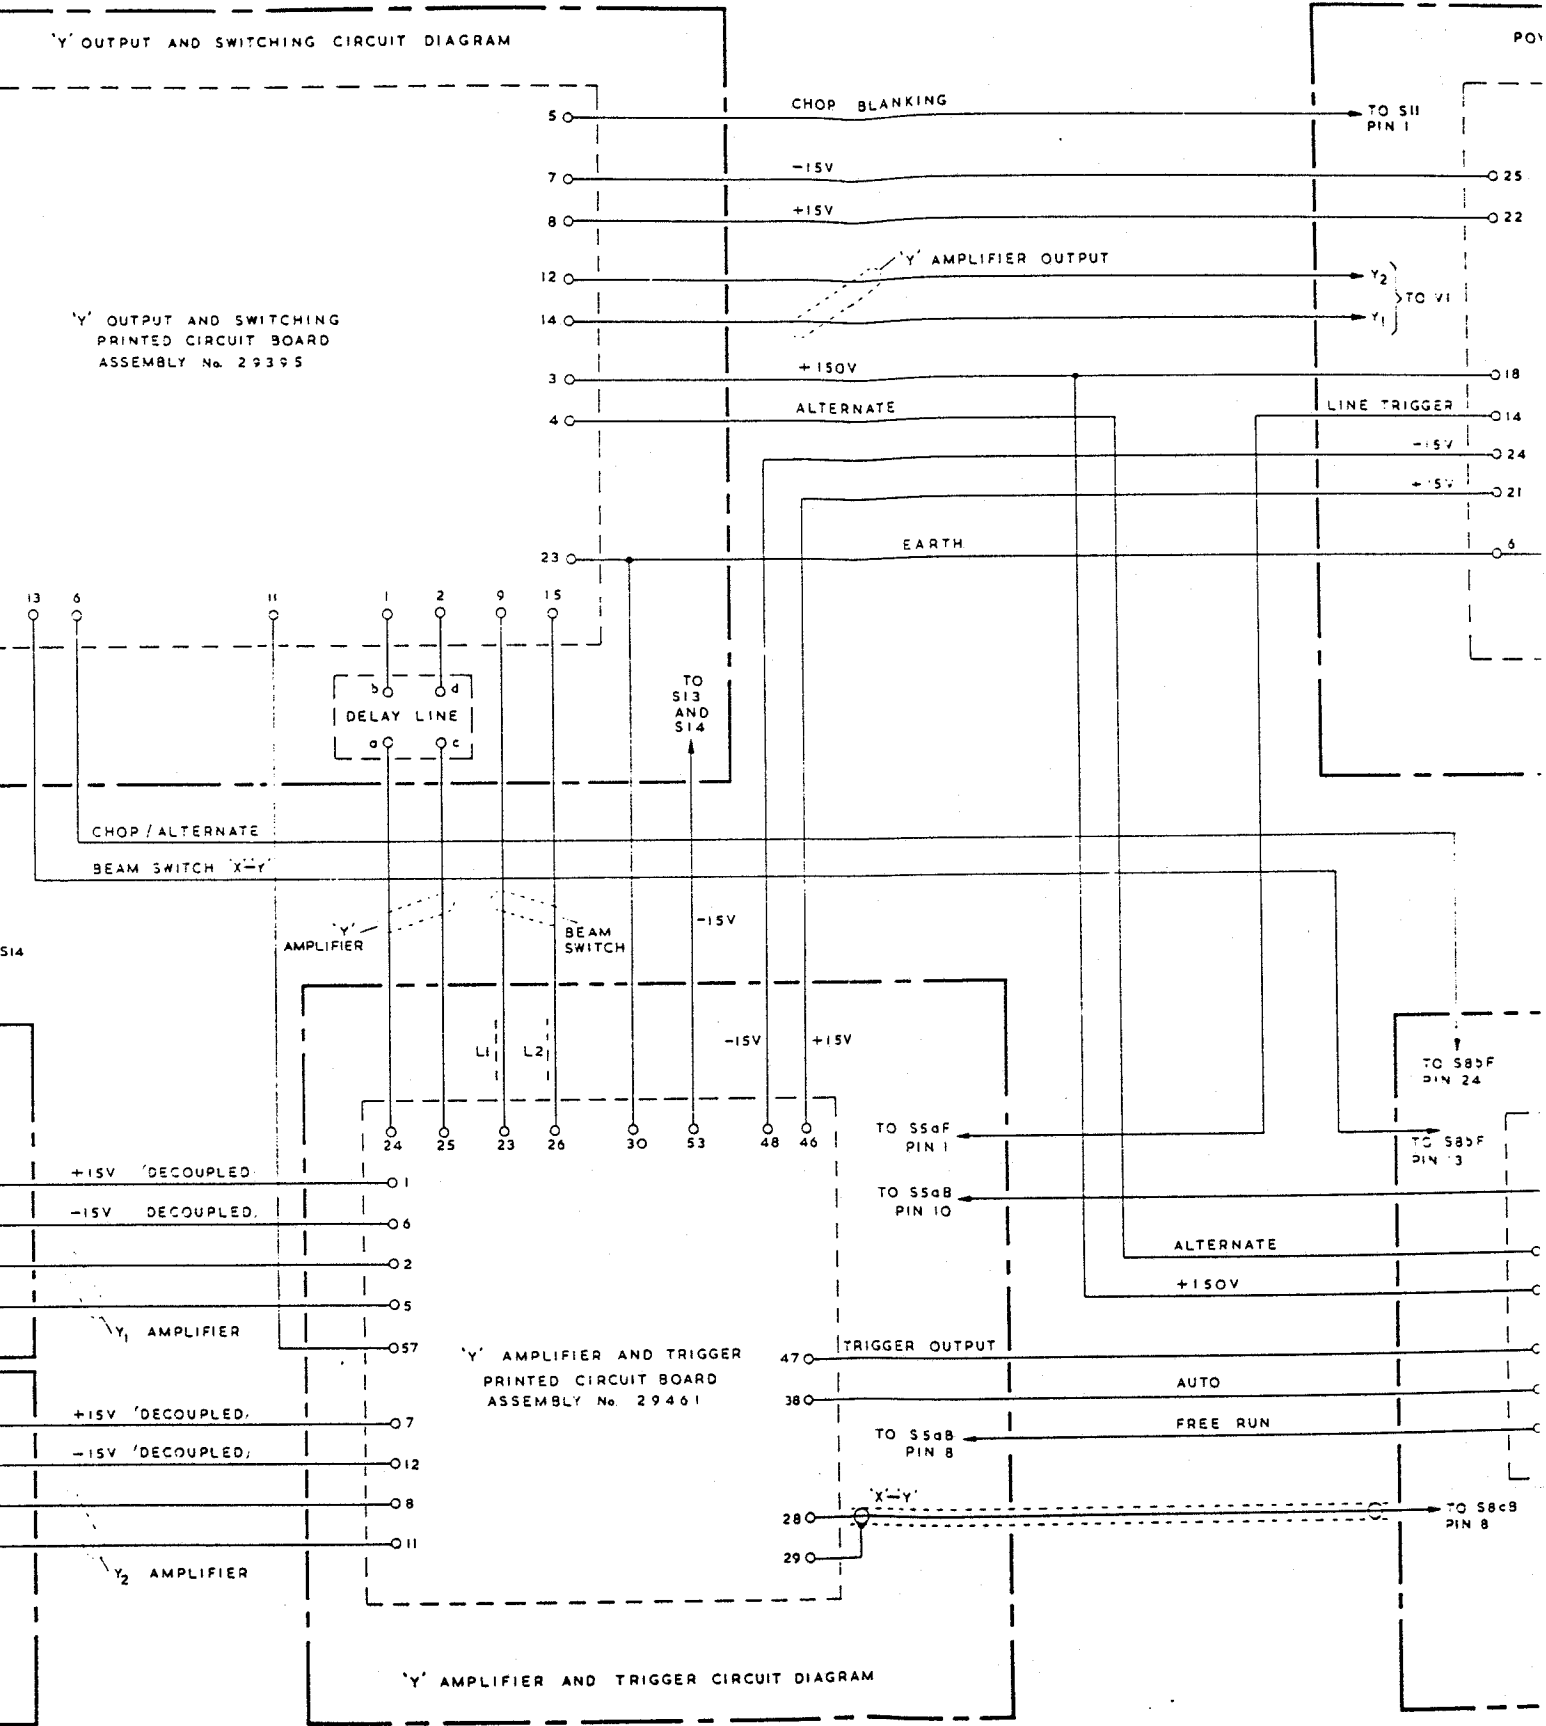 'Y' OUTPUT AND SWITCHING CIRCUIT DIAGRAM
5
CHOP BLANKING
TO S11
PIN 1
7
-15V
25
8
+15V
22
12
'Y' AMPLIFIER OUTPUT
Y2
TO V1
14
Y1
'Y' OUTPUT AND SWITCHING
PRINTED CIRCUIT BOARD
ASSEMBLY No. 29395
3
+150V
18
4
ALTERNATE
LINE TRIGGER
14
-15V
24
+15V
21
23
EARTH
6
13
6
11
1
2
9
15
b
d
DELAY LINE
a
c
TO
S13
AND
S14
CHOP / ALTERNATE
BEAM SWITCH 'X-Y'
'Y'
AMPLIFIER
BEAM
SWITCH
-15V
S14
L1
L2
-15V
+15V
TO S8bF
PIN 24
24
25
23
26
30
53
48
46
TO S5aF
PIN 1
TO S8bF
PIN 13
+15V 'DECOUPLED'
1
-15V DECOUPLED,
6
TO S5aB
PIN 10
2
ALTERNATE
5
+150V
Y1 AMPLIFIER
57
'Y' AMPLIFIER AND TRIGGER
PRINTED CIRCUIT BOARD
ASSEMBLY No. 29461
47
TRIGGER OUTPUT
38
AUTO
+15V 'DECOUPLED,
7
FREE RUN
TO S5aB
PIN 8
-15V 'DECOUPLED,
12
8
'X-Y'
28
TO S8cB
PIN 8
11
29
Y2 AMPLIFIER
'Y' AMPLIFIER AND TRIGGER CIRCUIT DIAGRAM